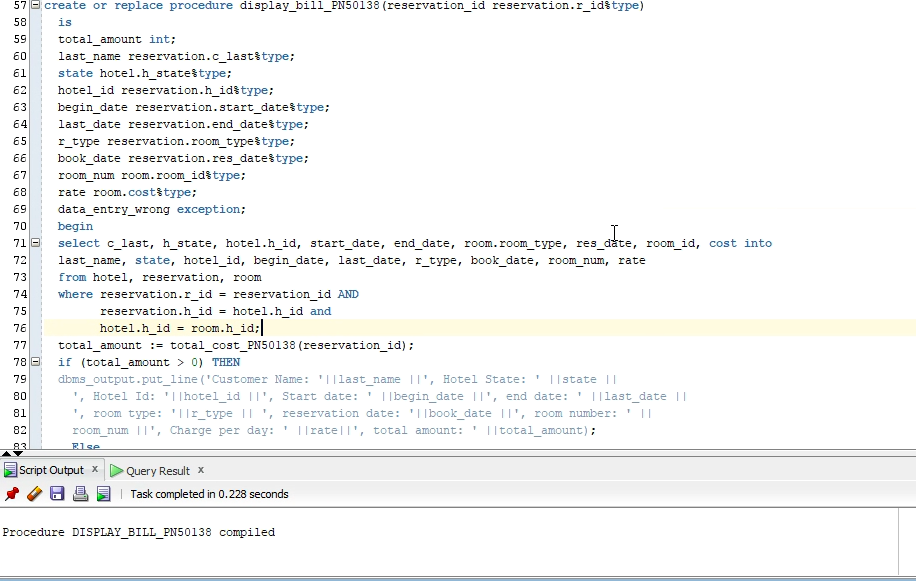 57 create or replace procedure display_bill_PN50138(reservation_id reservation.r_id%type)
58 is
59 total_amount int;
60 last_name reservation.c_last%type;
61 state hotel.h_state%type;
62 hotel_id reservation.h_id%type;
63 begin_date reservation.start_date%type;
64 last_date reservation.end_date%type;
65 r_type reservation.room_type%type;
66 book_date reservation.res_date%type;
67 room_num room.room_id%type;
68 rate room.cost%type;
69 data_entry_wrong exception;
70 begin
71 select c_last, h_state, hotel.h_id, start_date, end_date, room.room_type, res_date, room_id, cost into
72 last_name, state, hotel_id, begin_date, last_date, r_type, book_date, room_num, rate
73 from hotel, reservation, room
74 where reservation.r_id = reservation_id AND
75 reservation.h_id = hotel.h_id and
76 hotel.h_id = room.h_id;
77 total_amount := total_cost_PN50138(reservation_id);
78 if (total_amount > 0) THEN
79 dbms_output.put_line('Customer Name: '||last_name ||', Hotel State: ' ||state ||
80 ', Hotel Id: '||hotel_id ||', Start date: ' ||begin_date ||', end date: ' ||last_date ||
81 ', room type: '||r_type || ', reservation date: '||book_date ||', room number: ' ||
82 room_num ||', Charge per day: ' ||rate||', total amount: ' ||total_amount);
83 Else
Script Output x Query Result x
Task completed in 0.228 seconds
Procedure DISPLAY_BILL_PN50138 compiled